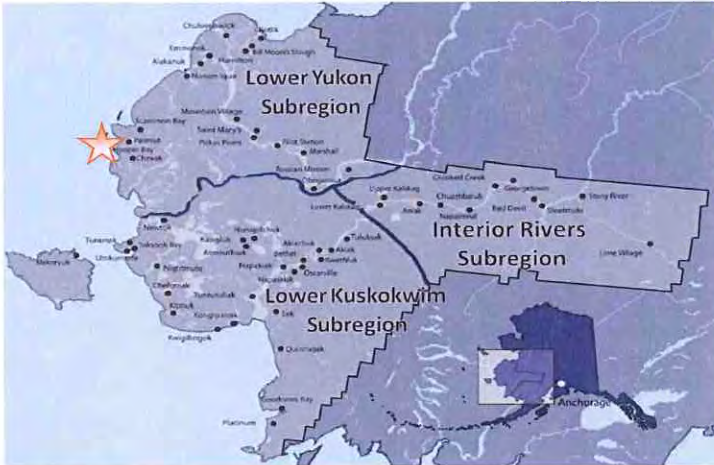 Kotlik
Bill Moore's Slough
Emmonak
Hamilton
Alakanuk
Nunam Iqua
Lower Yukon
Subregion
Mountain Village
Scammon Bay
Saint Mary's
Paimiut
Pitkas Point
Pilot Station
Hooper Bay
Marshall
Chevak
Russian Mission
Ohogamiut
Crooked Creek
Georgetown
Upper Kalskag
Chuathbaluk
Stony River
Lower Kalskag
Aniak
Red Devil
Sleetmute
Napaimute
Interior Rivers
Subregion
Lime Village
Newtok
Nunapitchuk
Tununak
Toksook Bay
Kasigluk
Akiachak
Tuluksak
Atmautluak
Bethel
Akiak
Mekoryuk
Umkumiute
Kwethluk
Nightmute
Napakiak
Oscarville
Chefornak
Napaskiak
Tuntutuliak
Lower Kuskokwim
Subregion
Kipnuk
Eek
Kongiganak
Kwigillingok
Quinhagak
Goodnews Bay
Platinum
Anchorage